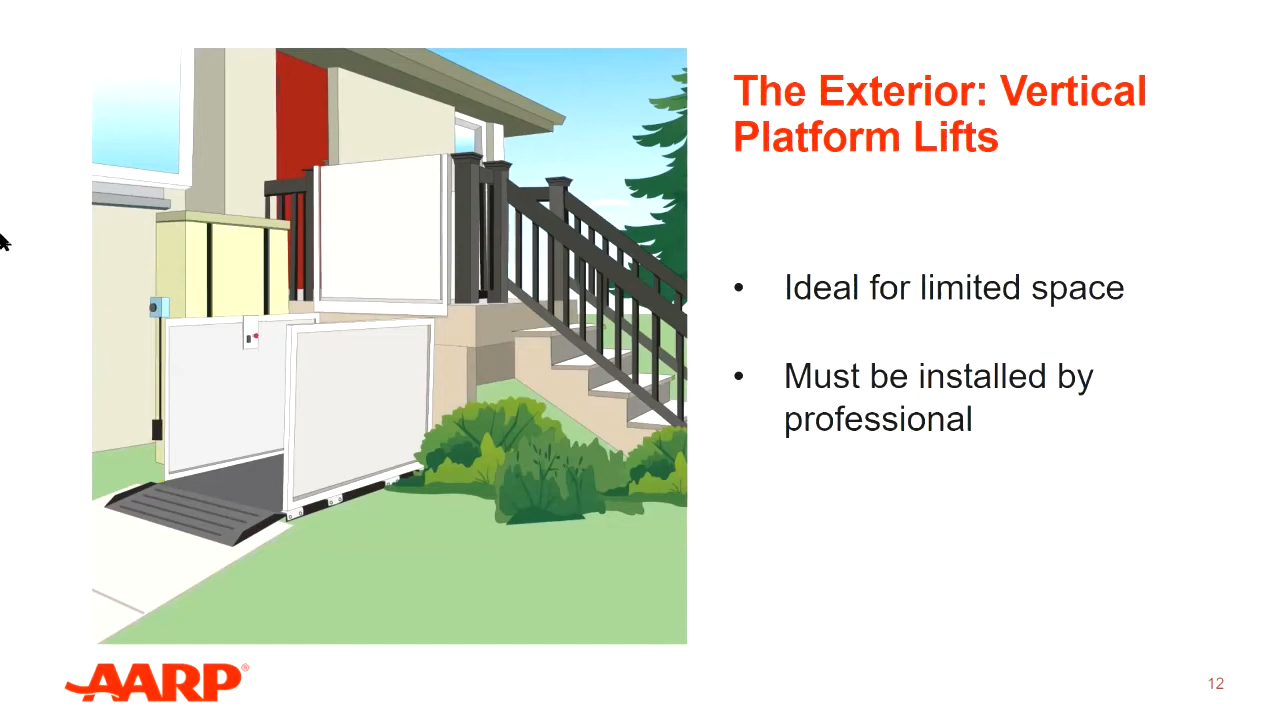 The Exterior: Vertical
Platform Lifts
• Ideal for limited space
• Must be installed by
professional
AARP®
12